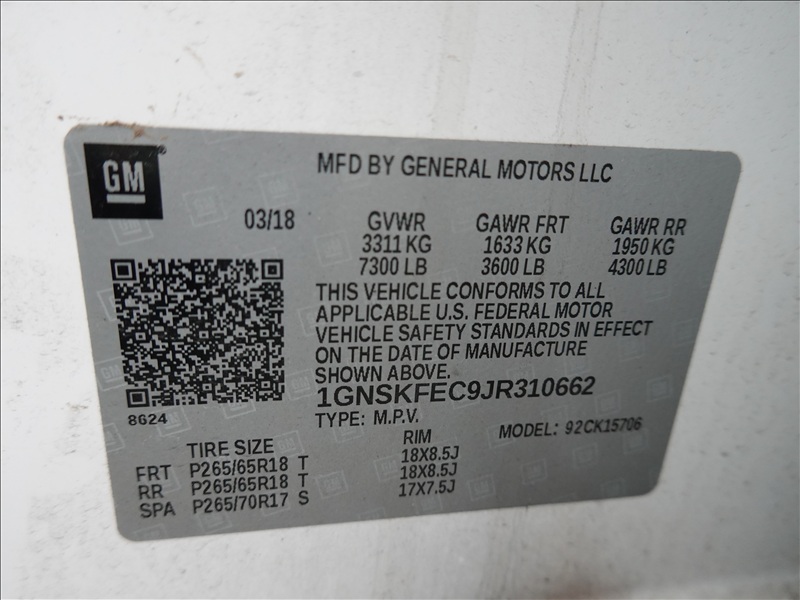 GM
MFD BY GENERAL MOTORS LLC
03/18 GVWR GAWR FRT GAWR RR
3311 KG 1633 KG 1950 KG
7300 LB 3600 LB 4300 LB
THIS VEHICLE CONFORMS TO ALL
APPLICABLE U.S. FEDERAL MOTOR
VEHICLE SAFETY STANDARDS IN EFFECT
ON THE DATE OF MANUFACTURE
SHOWN ABOVE.
1GNSKFEC9JR310662
8624 TYPE: M.P.V. MODEL: 92CK15706
TIRE SIZE RIM
FRT P265/65R18 T 18X8.5J
RR P265/65R18 T 18X8.5J
SPA P265/70R17 S 17X7.5J